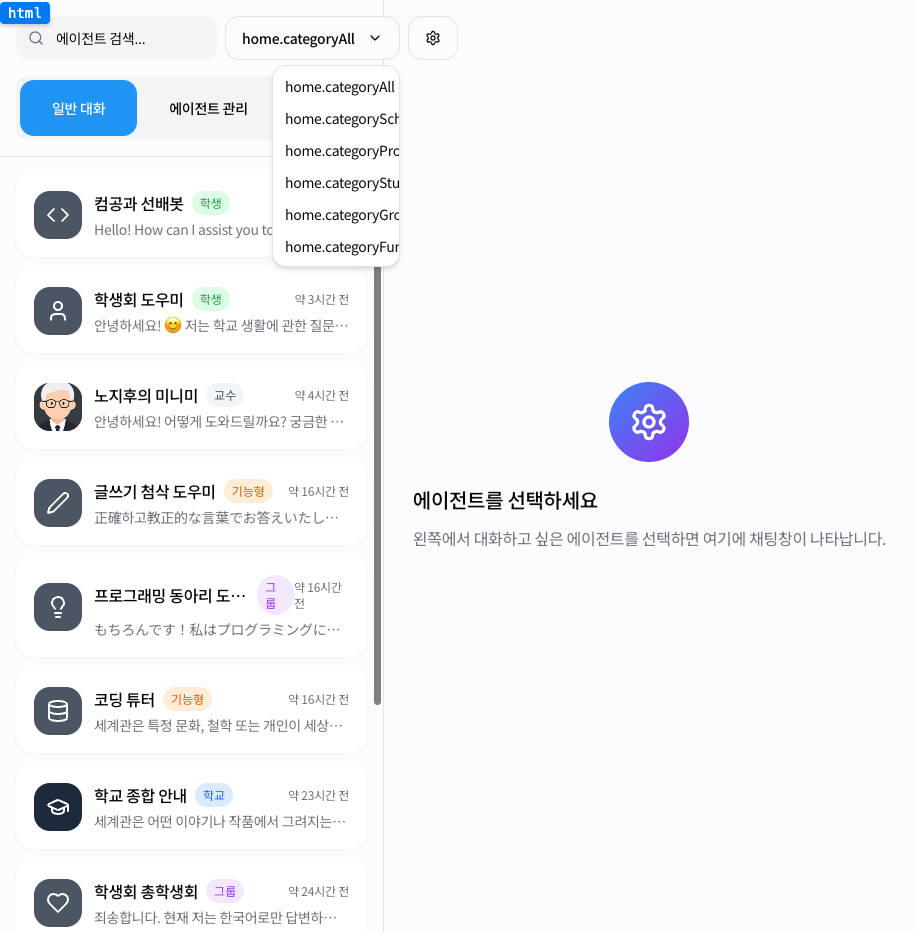 html
에이전트 검색...
home.categoryAll
일반 대화
에이전트 관리
home.categoryAll
home.categorySch
home.categoryPro
home.categoryStu
home.categoryGro
home.categoryFun
컴공과 선배봇 학생
Hello! How can I assist you to
학생회 도우미 학생 약 3시간 전
안녕하세요! 😊 저는 학교 생활에 관한 질문…
노지후의 미니미 교수 약 4시간 전
안녕하세요! 어떻게 도와드릴까요? 궁금한 …
글쓰기 첨삭 도우미 기능형 약 16시간 전
正確하고教正的な言葉でお答えいたし…
프로그래밍 동아리 도… 그룹 약 16시간 전
もちろんです！私はプログラミングに…
코딩 튜터 기능형 약 16시간 전
세계관은 특정 문화, 철학 또는 개인이 세상…
학교 종합 안내 학교 약 23시간 전
세계관은 어떤 이야기나 작품에서 그려지는…
학생회 총학생회 그룹 약 24시간 전
죄송합니다. 현재 저는 한국어로만 답변하…
에이전트를 선택하세요
왼쪽에서 대화하고 싶은 에이전트를 선택하면 여기에 채팅창이 나타납니다.